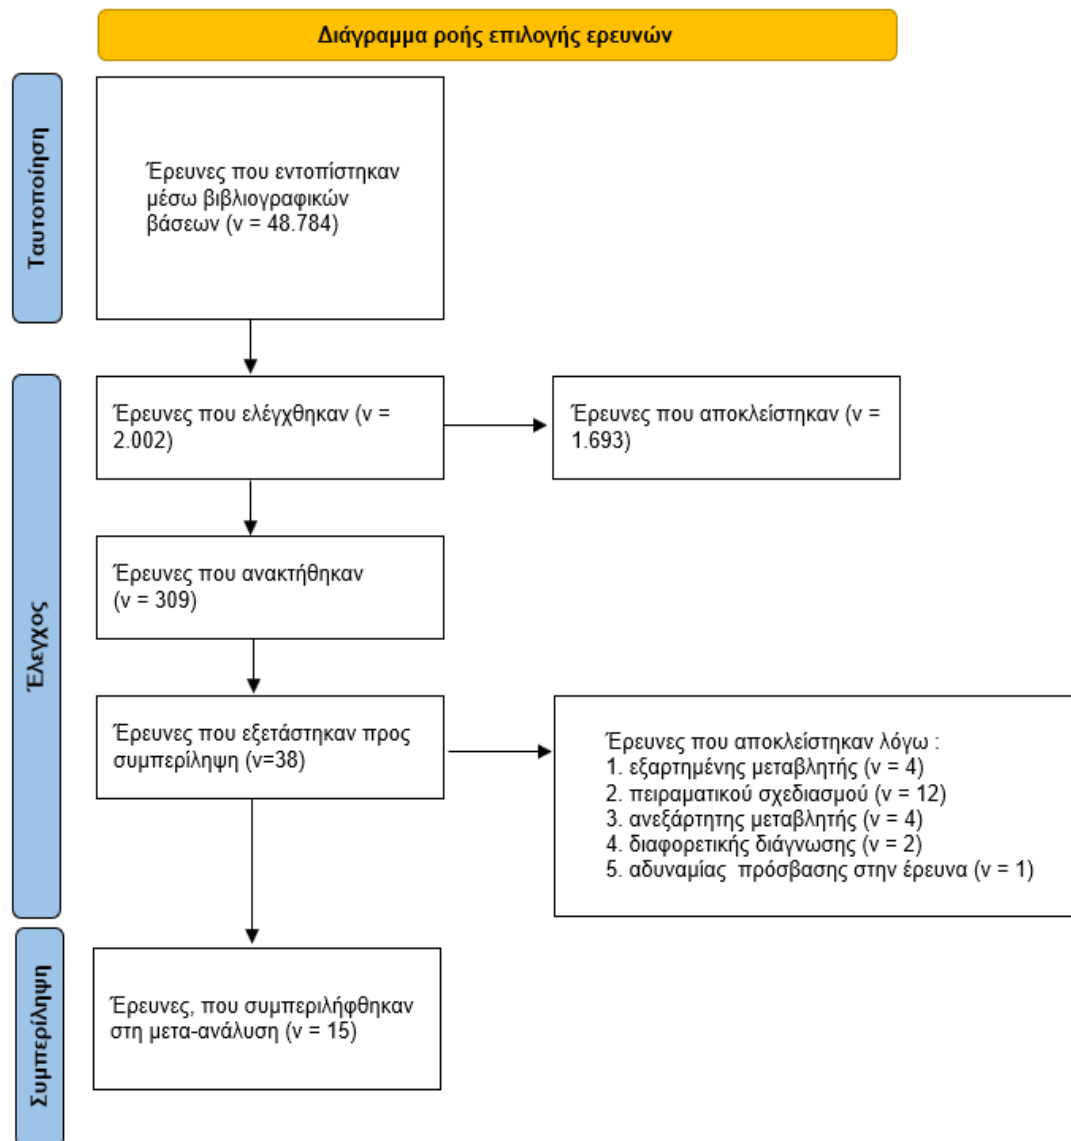 Διάγραμμα ροής επιλογής ερευνών
Ταυτοποίηση
Έρευνες που εντοπίστηκαν
μέσω βιβλιογραφικών
βάσεων (ν = 48.784)
Έλεγχος
Έρευνες που ελέγχθηκαν (ν =
2.002)
Έρευνες που αποκλείστηκαν (ν =
1.693)
Έρευνες που ανακτήθηκαν
(ν = 309)
Έρευνες που εξετάστηκαν προς
συμπερίληψη (ν=38)
Έρευνες που αποκλείστηκαν λόγω :
1. εξαρτημένης μεταβλητής (ν = 4)
2. πειραματικού σχεδιασμού (ν = 12)
3. ανεξάρτητης μεταβλητής (ν = 4)
4. διαφορετικής διάγνωσης (ν = 2)
5. αδυναμίας πρόσβασης στην έρευνα (ν = 1)
Συμπερίληψη
Έρευνες, που συμπεριλήφθηκαν
στη μετα-ανάλυση (ν = 15)